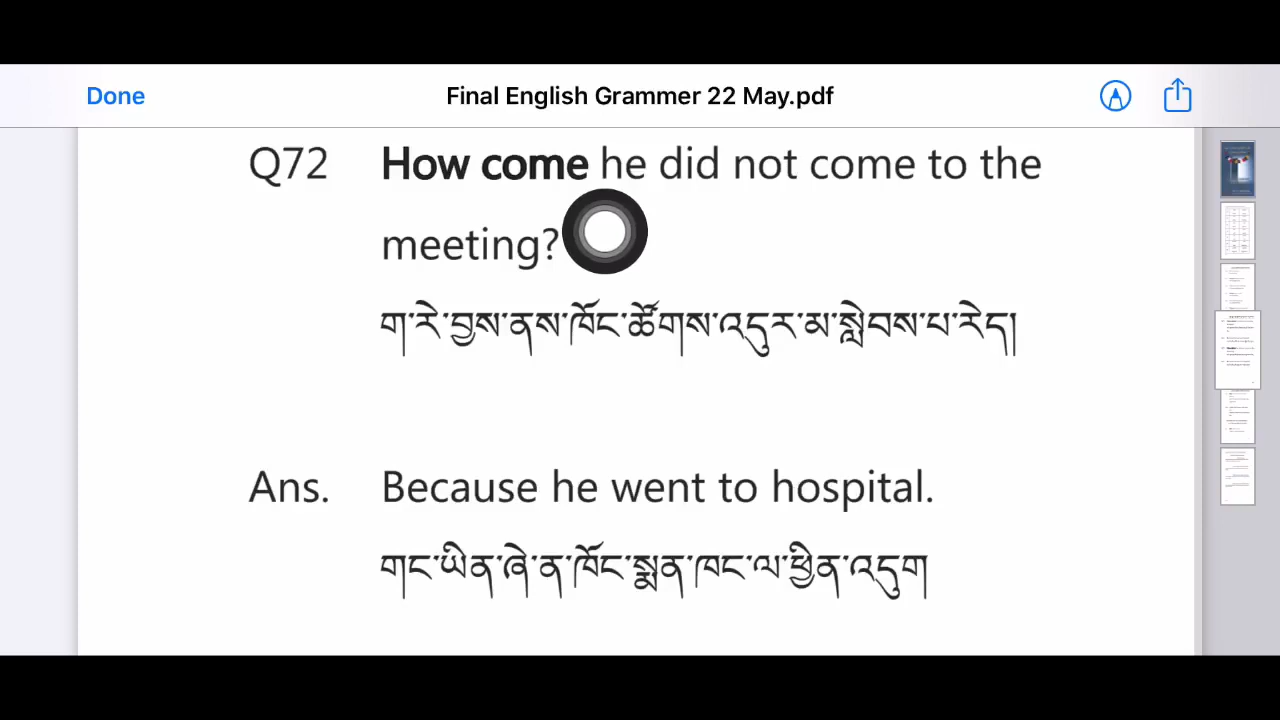 Done
Final English Grammer 22 May.pdf
Q72 How come he did not come to the
meeting?
ག་རེ་བྱས་ནས་ཁོང་ཚོགས་འདུར་མ་སླེབས་པ་རེད།
Ans. Because he went to hospital.
གང་ཡིན་ཞེ་ན་ཁོང་སྨན་ཁང་ལ་ཕྱིན་འདུག